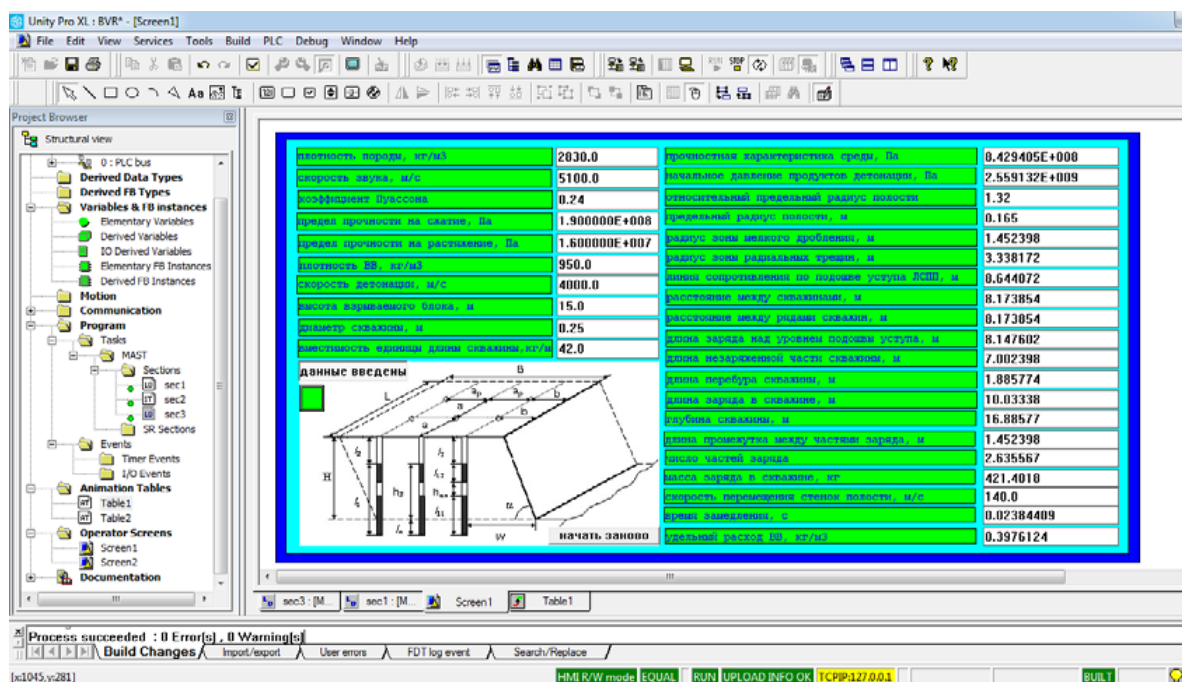 Unity Pro XL : BVR* - [Screen1]
File Edit View Services Tools Build PLC Debug Window Help
Project Browser
Structural view
0 : PLC bus
Derived Data Types
Derived FB Types
Variables & FB instances
Elementary Variables
Derived Variables
IO Derived Variables
Elementary FB Instances
Derived FB Instances
Motion
Communication
Program
Tasks
MAST
Sections
sec1
sec2
sec3
SR Sections
Events
Timer Events
I/O Events
Animation Tables
Table1
Table2
Operator Screens
Screen1
Screen2
Documentation
плотность породы, кг/м3 2830.0
скорость звука, м/с 5100.0
коэффициент Пуассона 0.24
предел прочности на сжатие, Па 1.900000E+008
предел прочности на растяжение, Па 1.600000E+007
плотность ВВ, кг/м3 950.0
скорость детонации, м/с 4000.0
высота взрываемого блока, м 15.0
диаметр скважины, м 0.25
вместимость единицы длины скважины,кг/м 42.0
данные введены
B
L
a
b
H
W
начать заново
прочностная характеристика среды, Па 8.429405E+008
начальное давление продуктов детонации, Па 2.559132E+009
относительный предельный радиус полости 1.32
предельный радиус полости, м 0.165
радиус зоны мелкого дробления, м 1.452398
радиус зоны радиальных трещин, м 3.338172
линия сопротивления по подошве уступа ЛСПП, м 8.644072
расстояние между скважинами, м 8.173854
расстояние между рядами скважин, м 8.173854
длина заряда над уровнем подошвы уступа, м 8.147602
длина незаряженной части скважины, м 7.002398
длина перебура скважины, м 1.885774
длина заряда в скважине, м 10.03338
глубина скважины, м 16.88577
длина промежутка между частями заряда, м 1.452398
число частей заряда 2.635567
масса заряда в скважине, кг 421.4018
скорость перемещения стенок полости, м/с 140.0
время замедления, с 0.02384409
удельный расход ВВ, кг/м3 0.3976124
sec3 : [M... sec1 : [M... Screen1 Table1
Process succeeded : 0 Error(s) , 0 Warning(s)
Build Changes Import/export User errors FDT log event Search/Replace
[x:1045,y:281] HMI R/W mode EQUAL RUN UPLOAD INFO OK TCPIP:127.0.0.1 BUILT